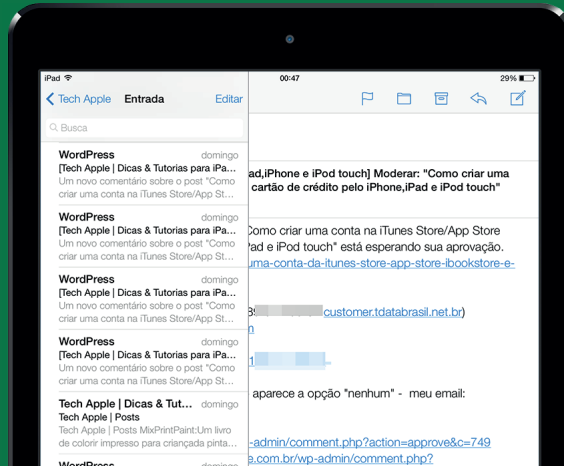 iPad
00:47
29%
Tech Apple
Entrada
Editar
Busca
WordPress
domingo
[Tech Apple | Dicas & Tutorias para iPa...
Um novo comentário sobre o post "Como
criar uma conta na iTunes Store/App St...
WordPress
domingo
[Tech Apple | Dicas & Tutorias para iPa...
Um novo comentário sobre o post "Como
criar uma conta na iTunes Store/App St...
WordPress
domingo
[Tech Apple | Dicas & Tutorias para iPa...
Um novo comentário sobre o post "Como
criar uma conta na iTunes Store/App St...
WordPress
domingo
[Tech Apple | Dicas & Tutorias para iPa...
Um novo comentário sobre o post "Como
criar uma conta na iTunes Store/App St...
Tech Apple | Dicas & Tut...
domingo
Tech Apple | Posts
Tech Apple | Posts MixPrintPaint:Um livro
de colorir impresso para criançada pinta...
WordPress
domingo
ad,iPhone e iPod touch] Moderar: "Como criar uma
cartão de crédito pelo iPhone,iPad e iPod touch"
Como criar uma conta na iTunes Store/App Store
Pad e iPod touch" está esperando sua aprovação.
uma-conta-da-itunes-store-app-store-ibookstore-e-
customer.tdatabrasil.net.br)
aparece a opção "nenhum" - meu email:
-admin/comment.php?action=approve&c=749
e.com.br/wp-admin/comment.php?